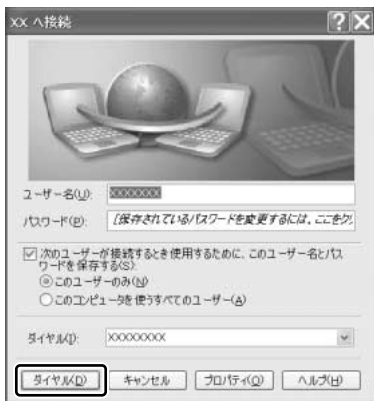 XX へ接続
ユーザー名(U): XXXXXXX
パスワード(P): [保存されているパスワードを変更するには、ここをク
次のユーザーが接続するとき使用するために、このユーザー名とパス
ワードを保存する(S):
このユーザーのみ(N)
このコンピュータを使うすべてのユーザー(A)
ダイヤル(I): XXXXXXXX
ダイヤル(D) キャンセル プロパティ(O) ヘルプ(H)